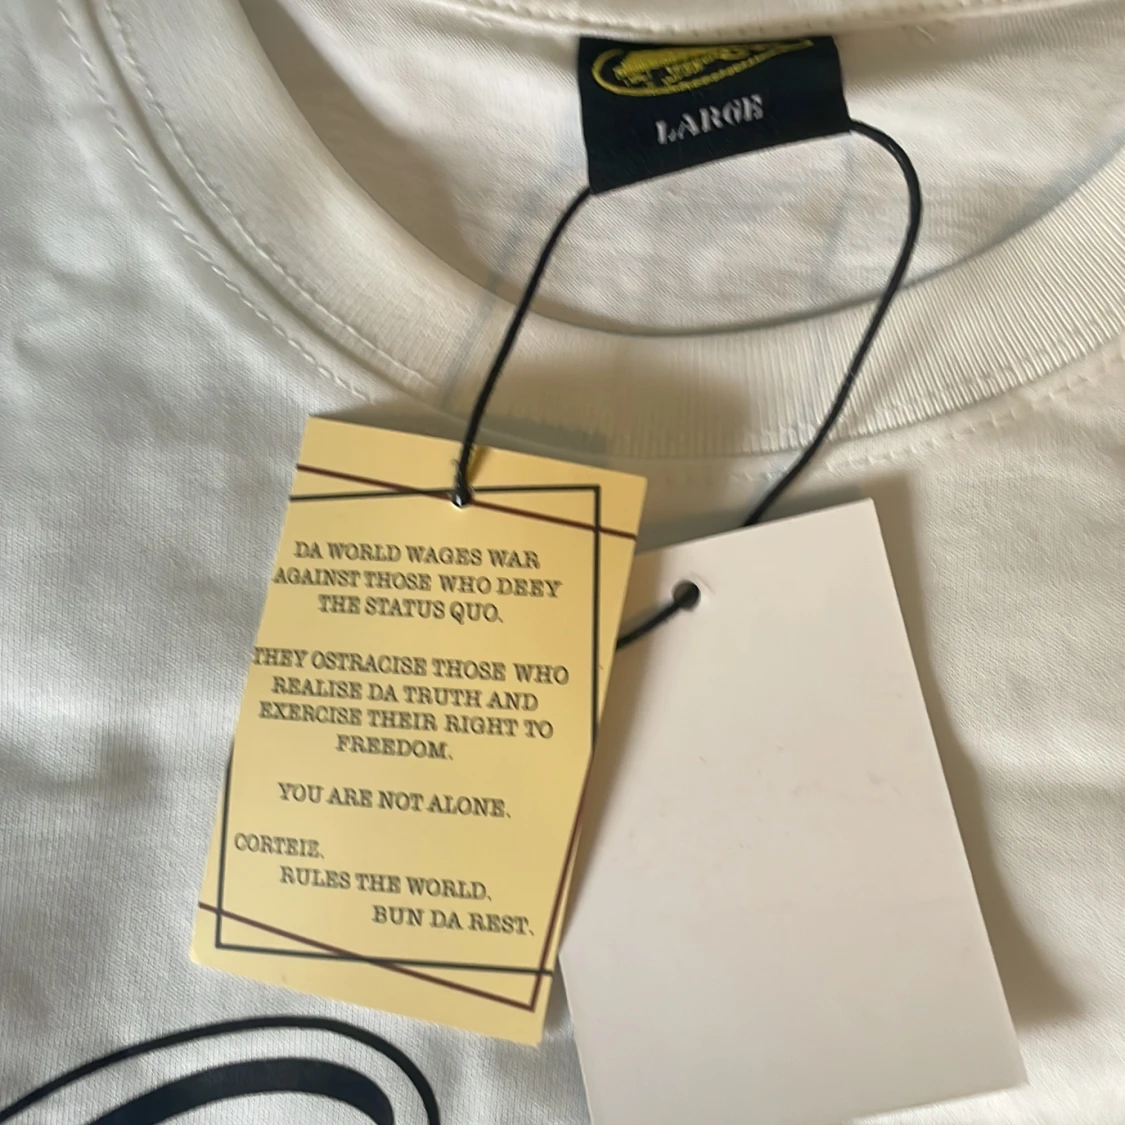 LARGE
DA WORLD WAGES WAR
AGAINST THOSE WHO DEFY
THE STATUS QUO.
THEY OSTRACISE THOSE WHO
REALISE DA TRUTH AND
EXERCISE THEIR RIGHT TO
FREEDOM.
YOU ARE NOT ALONE.
CORTEIZ.
RULES THE WORLD.
BUN DA REST.